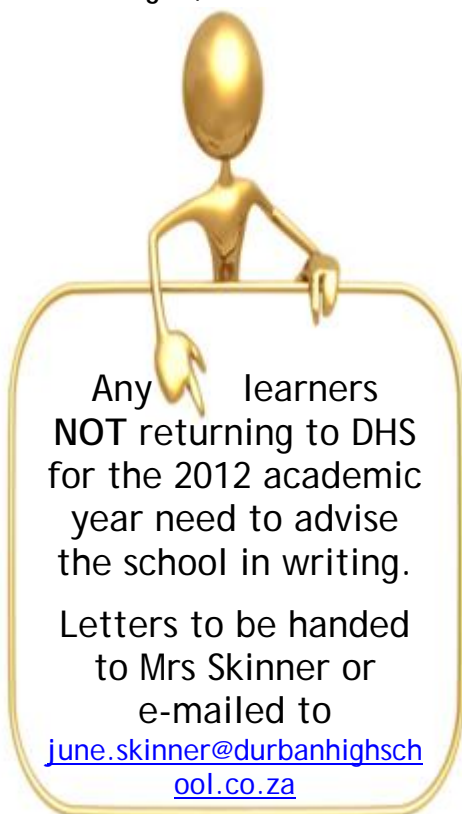 Any learners
NOT returning to DHS
for the 2012 academic
year need to advise
the school in writing.
Letters to be handed
to Mrs Skinner or
e-mailed to
june.skinner@durbanhighsch
ool.co.za